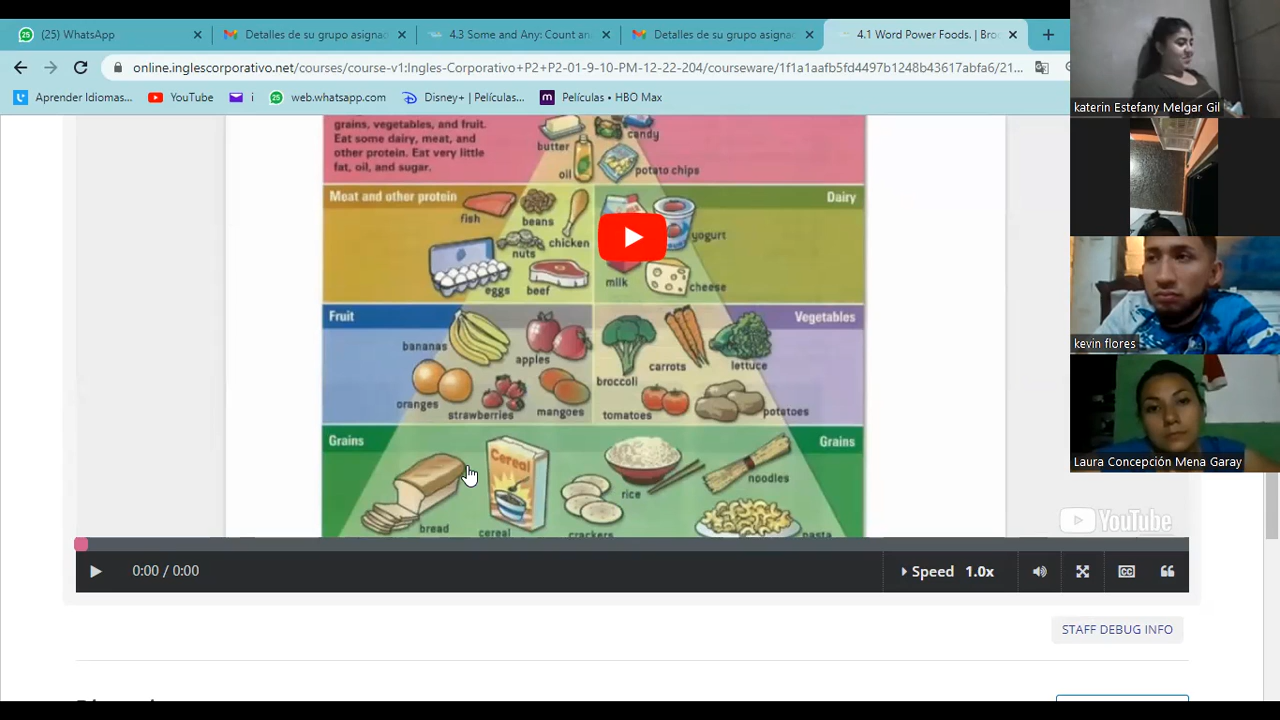 (25) WhatsApp
Detalles de su grupo asignad
4.3 Some and Any: Count an
Detalles de su grupo asignad
4.1 Word Power Foods. | Bro
online.inglescorporativo.net/courses/course-v1:Ingles-Corporativo+P2+P2-01-9-10-PM-12-22-204/courseware/1f1a1aafb5fd4497b1248b43617abfa6/21...
Aprender Idiomas...
YouTube
i
web.whatsapp.com
Disney+ | Películas...
Películas • HBO Max
grains, vegetables, and fruit.
Eat some dairy, meat, and
other protein. Eat very little
fat, oil, and sugar.
butter
candy
oil
potato chips
Meat and other protein
Dairy
fish
beans
chicken
nuts
eggs
beef
yogurt
milk
cheese
Fruit
Vegetables
bananas
apples
oranges
strawberries
mangoes
broccoli
carrots
lettuce
tomatoes
potatoes
Grains
Grains
Cereal
bread
cereal
crackers
rice
noodles
pasta
YouTube
0:00 / 0:00
Speed 1.0x
CC
STAFF DEBUG INFO
katerin Estefany Melgar Gil
kevin flores
Laura Concepción Mena Garay